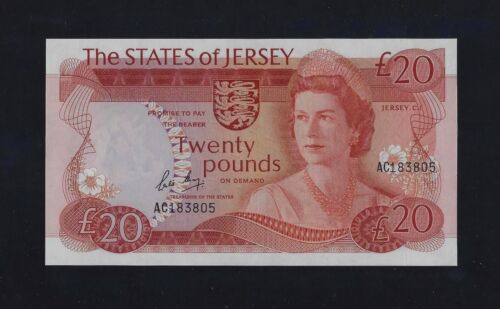 The STATES of JERSEY
£20
PROMISE TO PAY
THE BEARER
JERSEY.C.I.
Twenty
pounds
ON DEMAND
AC183805
AC183805
TREASURER OF THE STATES
£20
£20